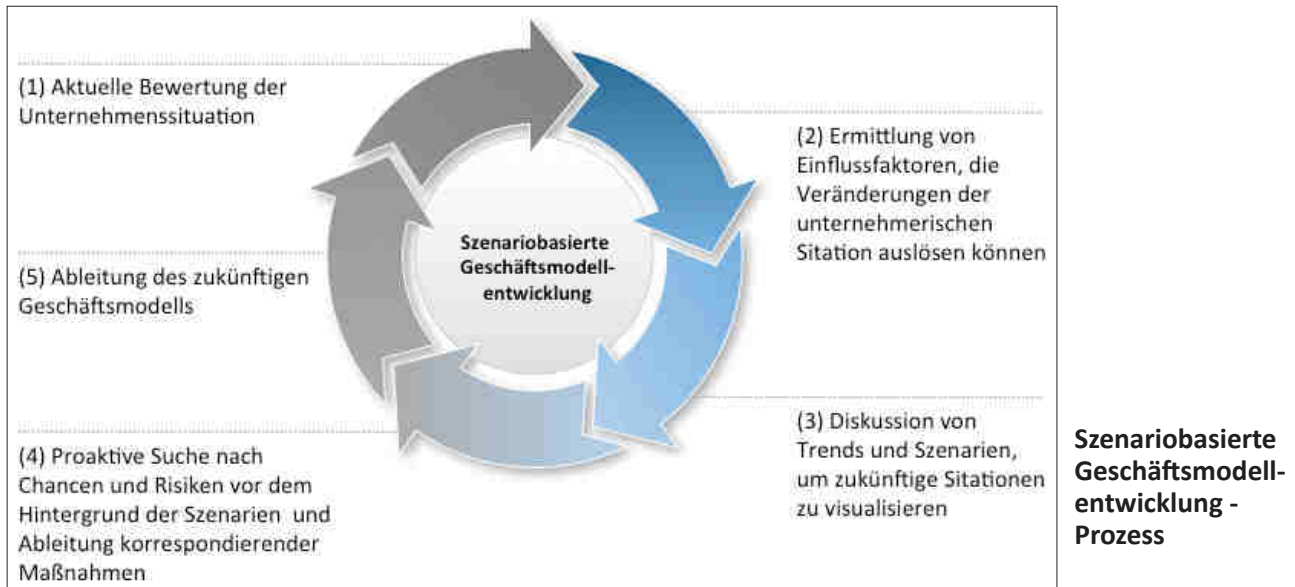 (1) Aktuelle Bewertung der
Unternehmenssituation
(2) Ermittlung von
Einflussfaktoren, die
Veränderungen der
unternehmerischen
Sitation auslösen können
Szenariobasierte
Geschäftsmodell-
entwicklung
(5) Ableitung des zukünftigen
Geschäftsmodells
(3) Diskussion von
Trends und Szenarien,
um zukünftige Sitationen
zu visualisieren
(4) Proaktive Suche nach
Chancen und Risiken vor dem
Hintergrund der Szenarien und
Ableitung korrespondierender
Maßnahmen
Szenariobasierte
Geschäftsmodell-
entwicklung -
Prozess